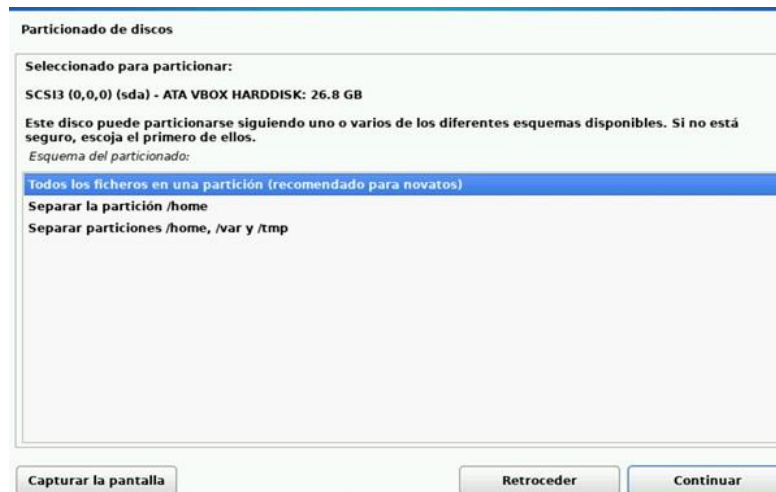 Particionado de discos
Seleccionado para particionar:
SCSI3 (0,0,0) (sda) - ATA VBOX HARDDISK: 26.8 GB
Este disco puede particionarse siguiendo uno o varios de los diferentes esquemas disponibles. Si no está
seguro, escoja el primero de ellos.
Esquema del particionado:
Todos los ficheros en una partición (recomendado para novatos)
Separar la partición /home
Separar particiones /home, /var y /tmp
Capturar la pantalla
Retroceder
Continuar